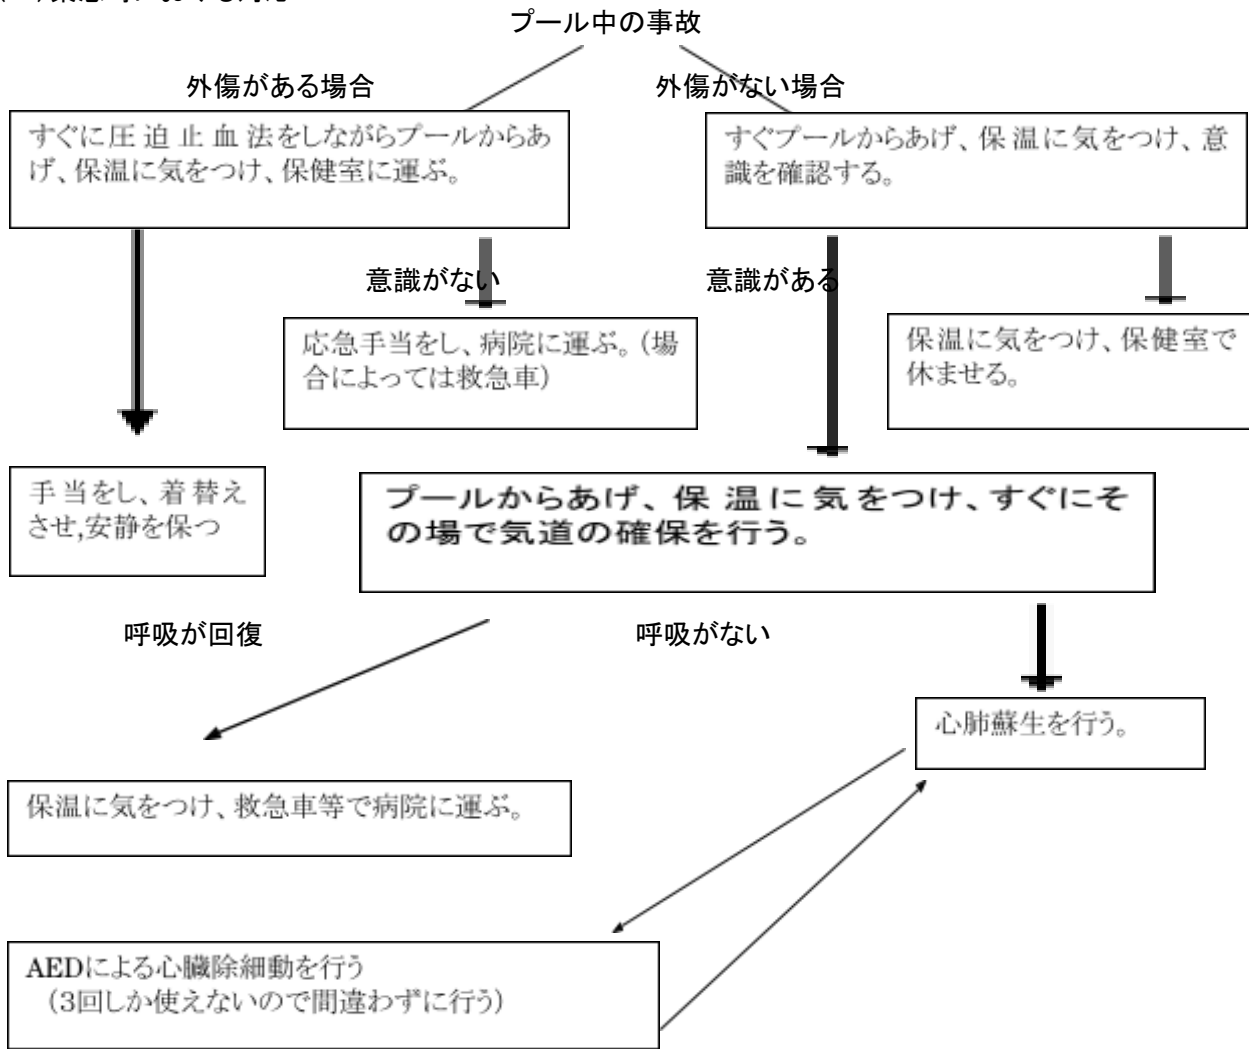 プール中の事故
外傷がある場合
外傷がない場合
すぐに圧迫止血法をしながらプールからあ
げ、保温に気をつけ、保健室に運ぶ。
すぐプールからあげ、保温に気をつけ、意
識を確認する。
意識がない
意識がある
応急手当をし、病院に運ぶ。(場
合によっては救急車)
保温に気をつけ、保健室で
休ませる。
手当をし、着替え
させ,安静を保つ
プールからあげ、保温に気をつけ、すぐにそ
の場で気道の確保を行う。
呼吸が回復
呼吸がない
心肺蘇生を行う。
保温に気をつけ、救急車等で病院に運ぶ。
AEDによる心臓除細動を行う
(3回しか使えないので間違わずに行う)